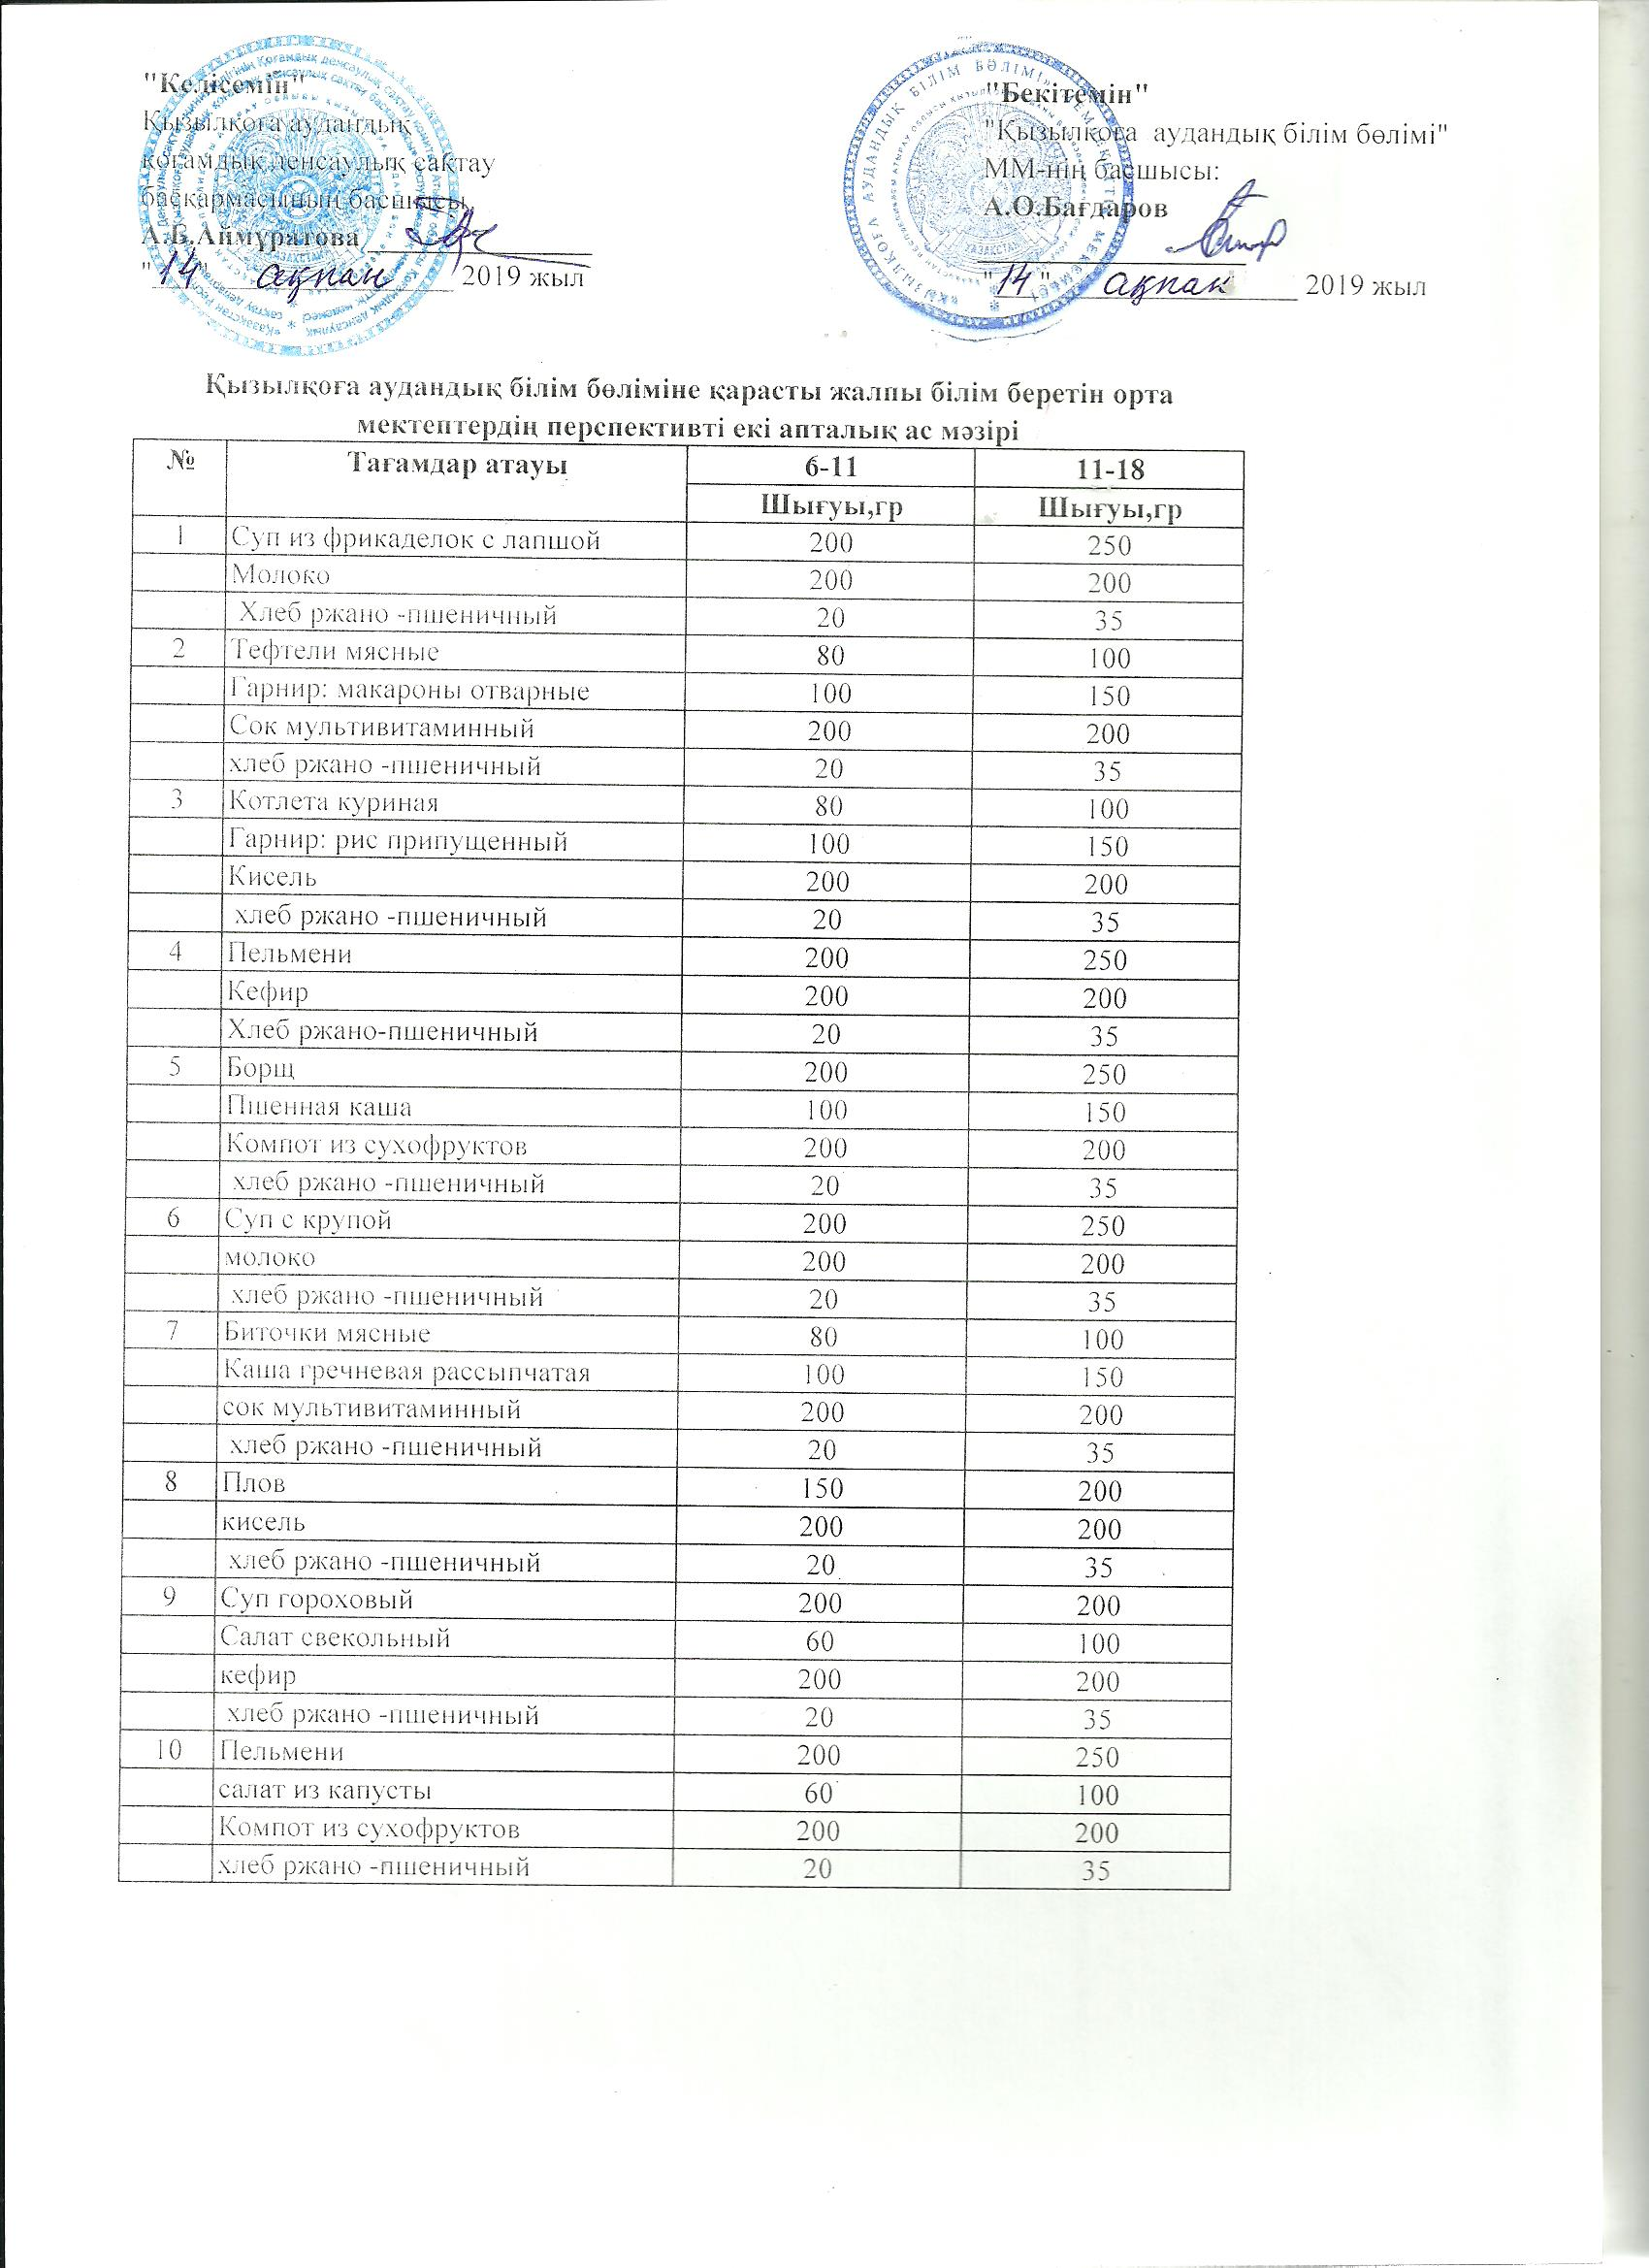 "Келісемін"
Қызылқоға аудандық
қоғамдық денсаулық сақтау
басқармасының басшысы
А.В.Аймұратова
"14" ақпан 2019 жыл
"Бекітемін"
"Қызылқоға аудандық білім бөлімі"
ММ-нің басшысы:
А.О.Бағдаров
"14" ақпан 2019 жыл
Қызылқоға аудандық білім бөліміне қарасты жалпы білім беретін орта
мектептердің перспективті екі апталық ас мәзірі
№ Тағамдар атауы 6-11 11-18
Шығуы,гр Шығуы,гр
1 Суп из фрикаделок с лапшой 200 250
Молоко 200 200
Хлеб ржано -пшеничный 20 35
2 Тефтели мясные 80 100
Гарнир: макароны отварные 100 150
Сок мультивитаминный 200 200
хлеб ржано -пшеничный 20 35
3 Котлета куриная 80 100
Гарнир: рис припущенный 100 150
Кисель 200 200
хлеб ржано -пшеничный 20 35
4 Пельмени 200 250
Кефир 200 200
Хлеб ржано-пшеничный 20 35
5 Борщ 200 250
Пшенная каша 100 150
Компот из сухофруктов 200 200
хлеб ржано -пшеничный 20 35
6 Суп с крупой 200 250
молоко 200 200
хлеб ржано -пшеничный 20 35
7 Биточки мясные 80 100
Каша гречневая рассыпчатая 100 150
сок мультивитаминный 200 200
хлеб ржано -пшеничный 20 35
8 Плов 150 200
кисель 200 200
хлеб ржано -пшеничный 20 35
9 Суп гороховый 200 200
Салат свекольный 60 100
кефир 200 200
хлеб ржано -пшеничный 20 35
10 Пельмени 200 250
салат из капусты 60 100
Компот из сухофруктов 200 200
хлеб ржано -пшеничный 20 35